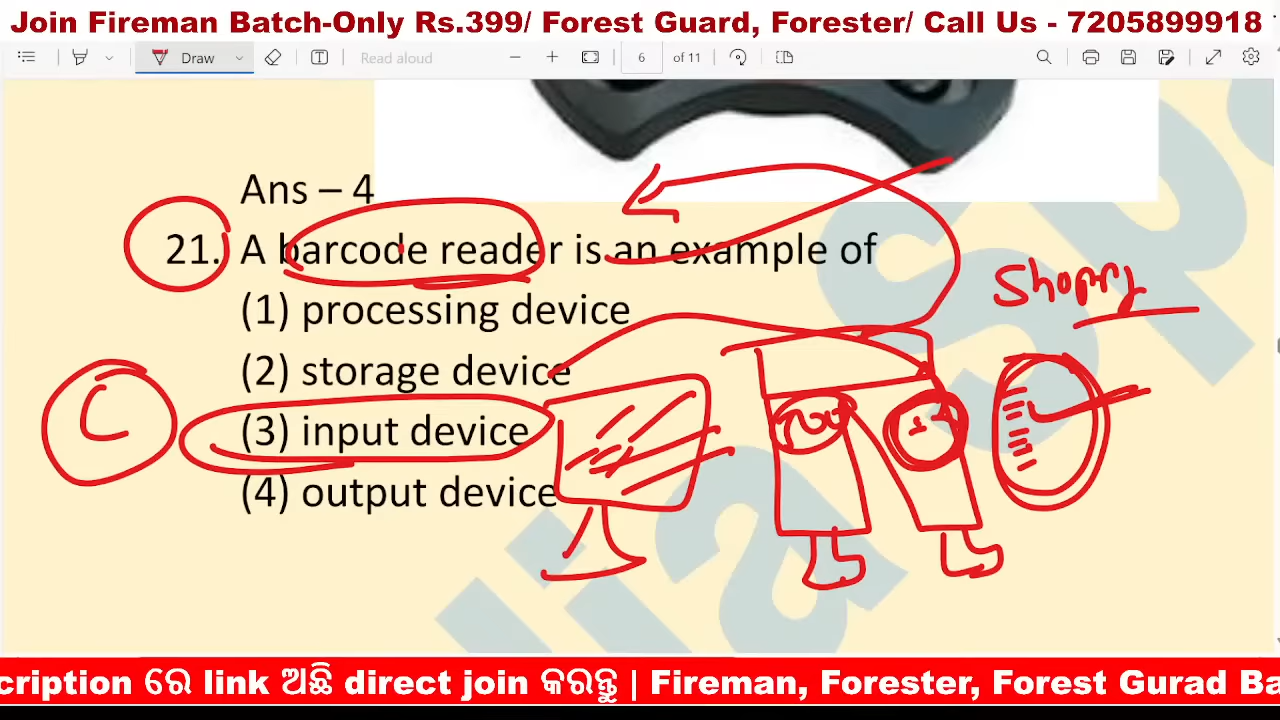 Join Fireman Batch-Only Rs.399/ Forest Guard, Forester/ Call Us - 7205899918
Draw
Read aloud
6
of 11
Ans – 4
21. A barcode reader is an example of
(1) processing device
(2) storage device
(3) input device
(4) output device
C
cription ରେ link ଅଛି direct join କରନ୍ତୁ | Fireman, Forester, Forest Gurad Ba